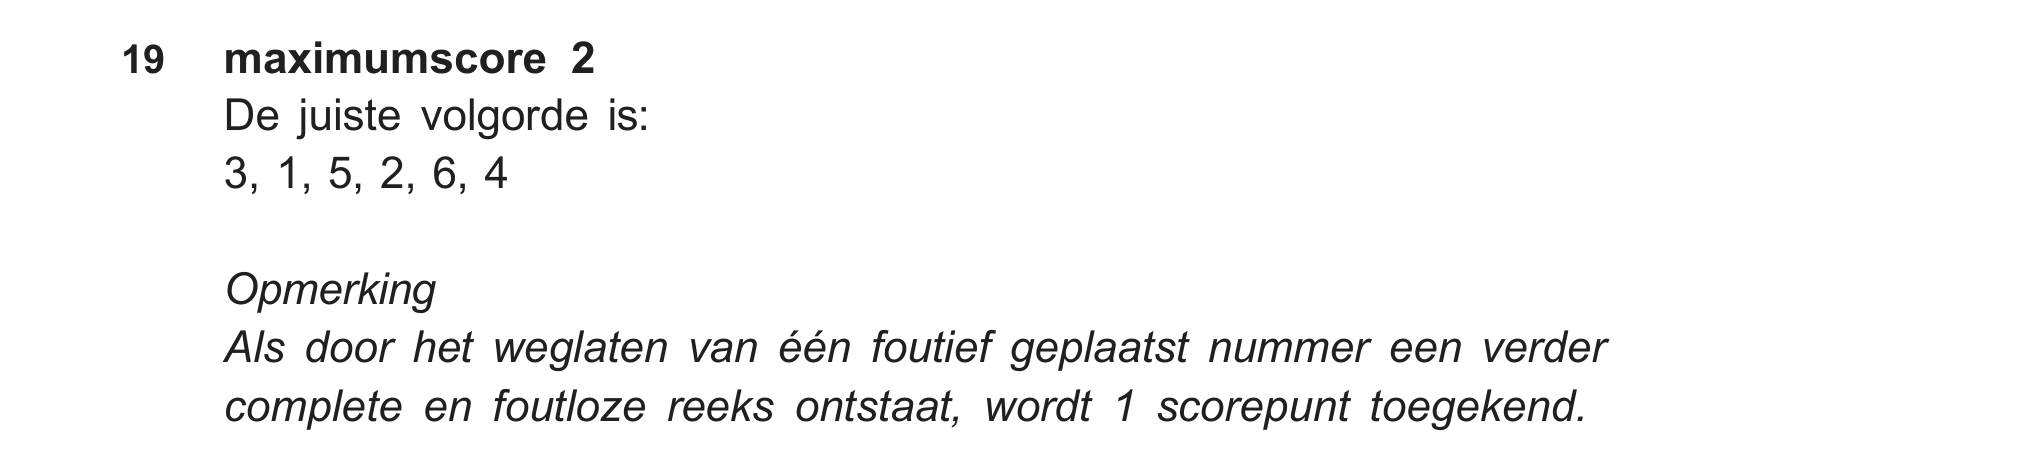 19 maximumscore 2
De juiste volgorde is:
3, 1, 5, 2, 6, 4
Opmerking
Als door het weglaten van één foutief geplaatst nummer een verder
complete en foutloze reeks ontstaat, wordt 1 scorepunt toegekend.